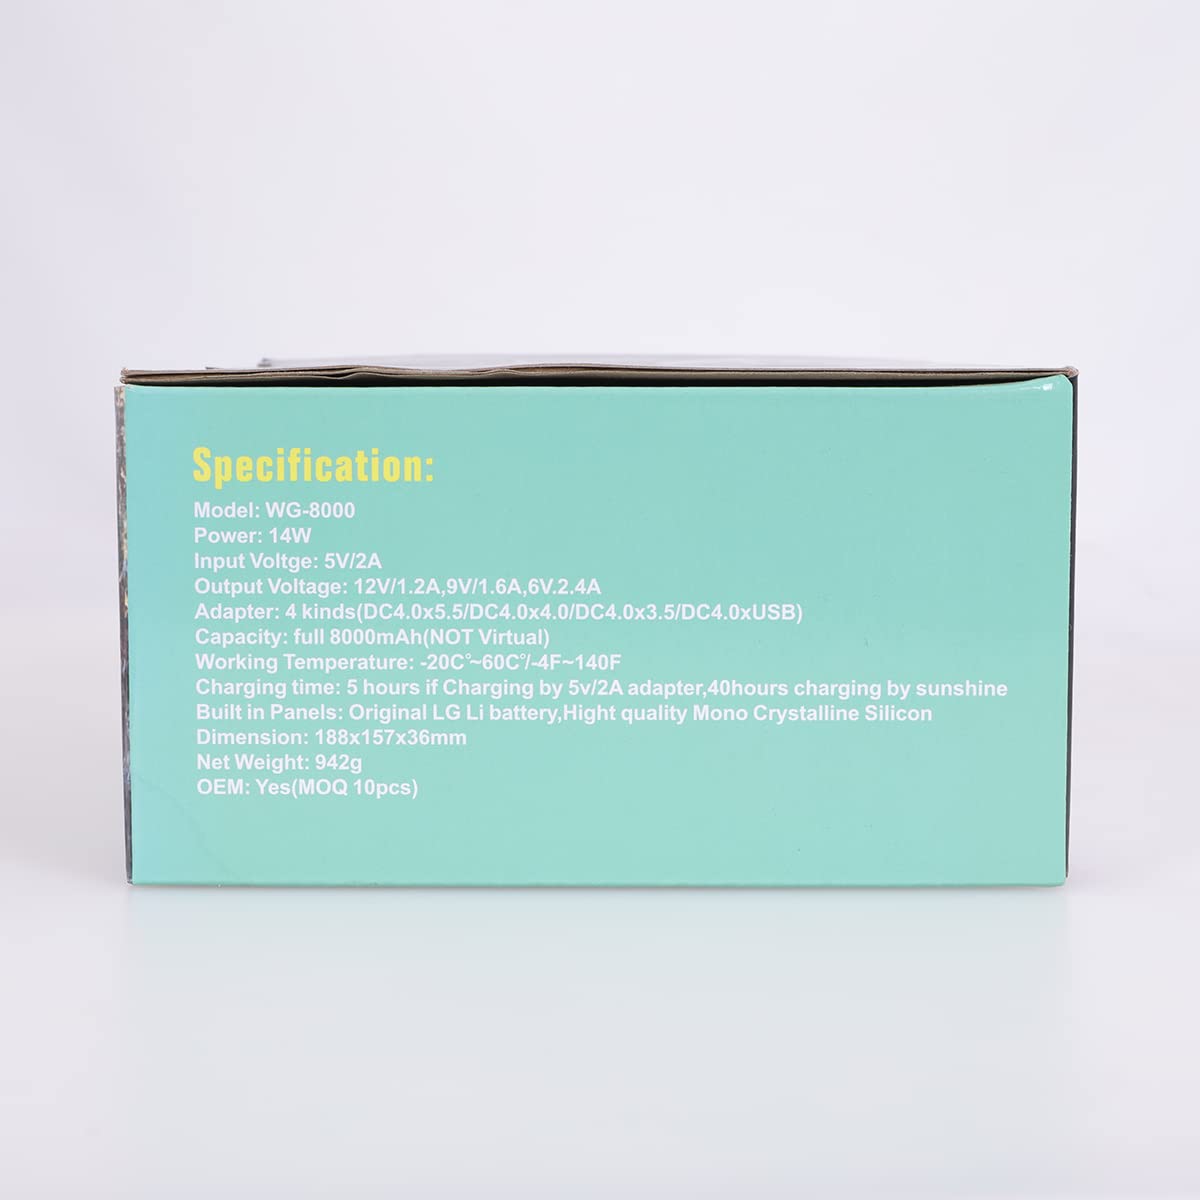 Specification:
Model: WG-8000
Power: 14W
Input Voltge: 5V/2A
Output Voltage: 12V/1.2A,9V/1.6A,6V.2.4A
Adapter: 4 kinds(DC4.0x5.5/DC4.0x4.0/DC4.0x3.5/DC4.0xUSB)
Capacity: full 8000mAh(NOT Virtual)
Working Temperature: -20C°~60C°/-4F~140F
Charging time: 5 hours if Charging by 5v/2A adapter,40hours charging by sunshine
Built in Panels: Original LG Li battery,Hight quality Mono Crystalline Silicon
Dimension: 188x157x36mm
Net Weight: 942g
OEM: Yes(MOQ 10pcs)